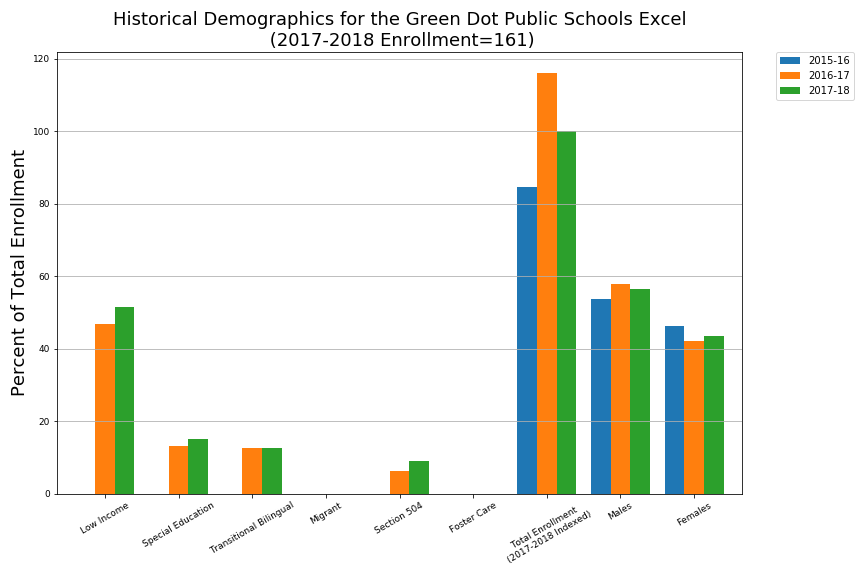 Historical Demographics for the Green Dot Public Schools Excel
(2017-2018 Enrollment=161)
2015-16
2016-17
2017-18
Percent of Total Enrollment
120
100
80
60
40
20
0
Low Income
Special Education
Transitional Bilingual
Migrant
Section 504
Foster Care
Total Enrollment
(2017-2018 Indexed)
Males
Females